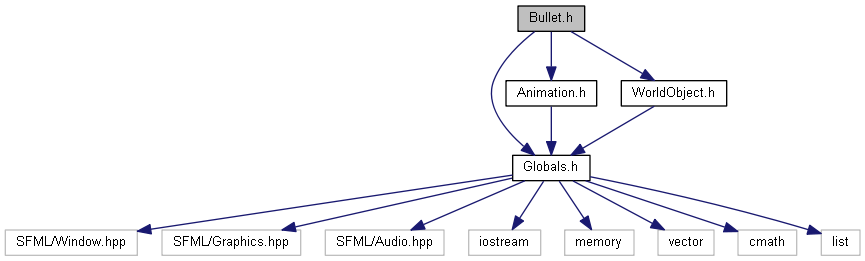 Bullet.h
Animation.h
WorldObject.h
Globals.h
SFML/Window.hpp
SFML/Graphics.hpp
SFML/Audio.hpp
iostream
memory
vector
cmath
list